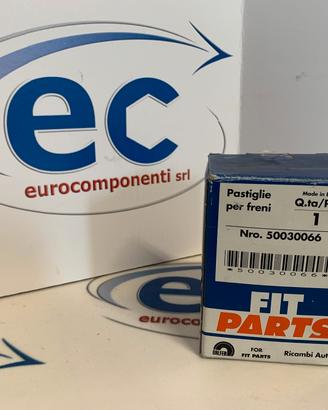 ec
eurocomponenti srl
Pastiglie
per freni
Made in
Q.ta/P
1
Nro. 50030066
*50030066*
FIT
PARTS
FOR
FIT PARTS
Ricambi Aut
euroco